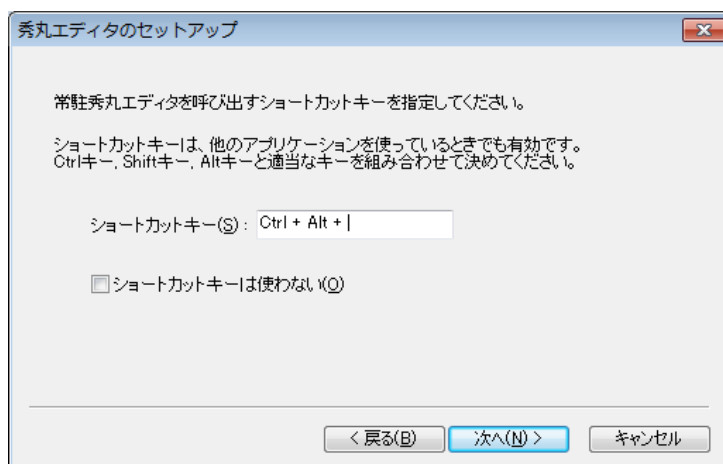 秀丸エディタのセットアップ
常駐秀丸エディタを呼び出すショートカットキーを指定してください。
ショートカットキーは、他のアプリケーションを使っているときでも有効です。
Ctrlキー, Shiftキー, Altキーと適当なキーを組み合わせて決めてください。
ショートカットキー(S): Ctrl + Alt +
ショートカットキーは使わない(O)
< 戻る(B) 次へ(N) > キャンセル